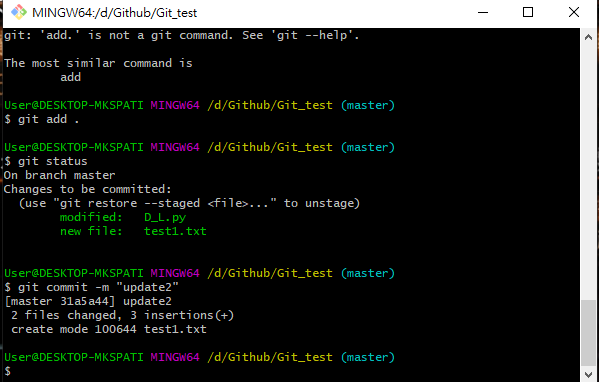 MINGW64:/d/Github/Git_test
git: 'add.' is not a git command. See 'git --help'.
The most similar command is
add
User@DESKTOP-MKSPATI MINGW64 /d/Github/Git_test (master)
$ git add .
User@DESKTOP-MKSPATI MINGW64 /d/Github/Git_test (master)
$ git status
On branch master
Changes to be committed:
(use "git restore --staged <file>..." to unstage)
modified: D_L.py
new file: test1.txt
User@DESKTOP-MKSPATI MINGW64 /d/Github/Git_test (master)
$ git commit -m "update2"
[master 31a5a44] update2
2 files changed, 3 insertions(+)
create mode 100644 test1.txt
User@DESKTOP-MKSPATI MINGW64 /d/Github/Git_test (master)
$